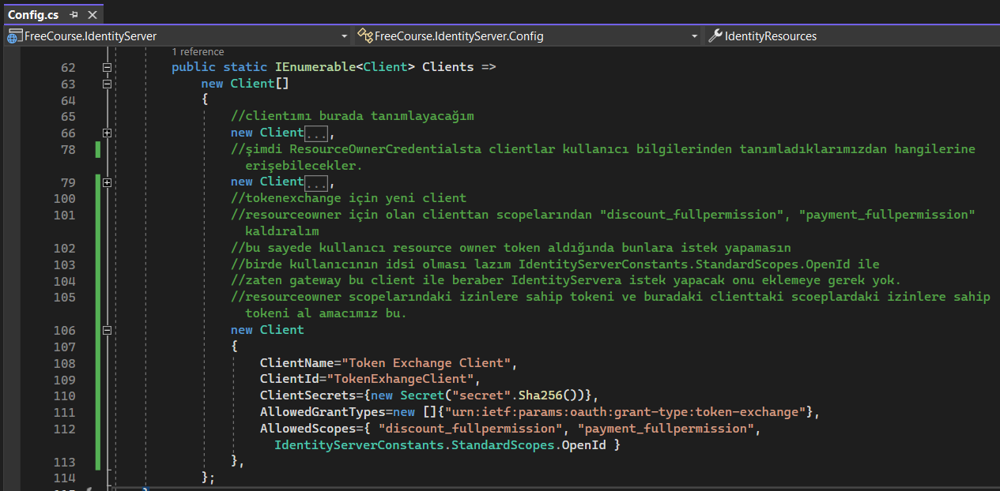 Config.cs
FreeCourse.IdentityServer
FreeCourse.IdentityServer.Config
IdentityResources
1 reference
62 public static IEnumerable<Client> Clients =>
63 new Client[]
64 {
65 //clientımı burada tanımlayacağım
66 new Client...,
78 //şimdi ResourceOwnerCredentialsta clientlar kullanıcı bilgilerinden tanımladıklarımızdan hangilerine
erişebilecekler.
79 new Client...,
100 //tokenexchange için yeni client
101 //resourceowner için olan clienttan scopelarından "discount_fullpermission", "payment_fullpermission"
kaldıralım
102 //bu sayede kullanıcı resource owner token aldığında bunlara istek yapamasın
103 //birde kullanıcının idsi olması lazım IdentityServerConstants.StandardScopes.OpenId ile
104 //zaten gateway bu client ile beraber IdentityServera istek yapacak onu eklemeye gerek yok.
105 //resourceowner scopelarındaki izinlere sahip tokeni ve buradaki clienttaki scoeplardaki izinlere sahip
tokeni al amacımız bu.
106 new Client
107 {
108 ClientName="Token Exchange Client",
109 ClientId="TokenExhangeClient",
110 ClientSecrets={new Secret("secret".Sha256())},
111 AllowedGrantTypes=new []{"urn:ietf:params:oauth:grant-type:token-exchange"},
112 AllowedScopes={ "discount_fullpermission", "payment_fullpermission",
IdentityServerConstants.StandardScopes.OpenId }
113 },
114 };